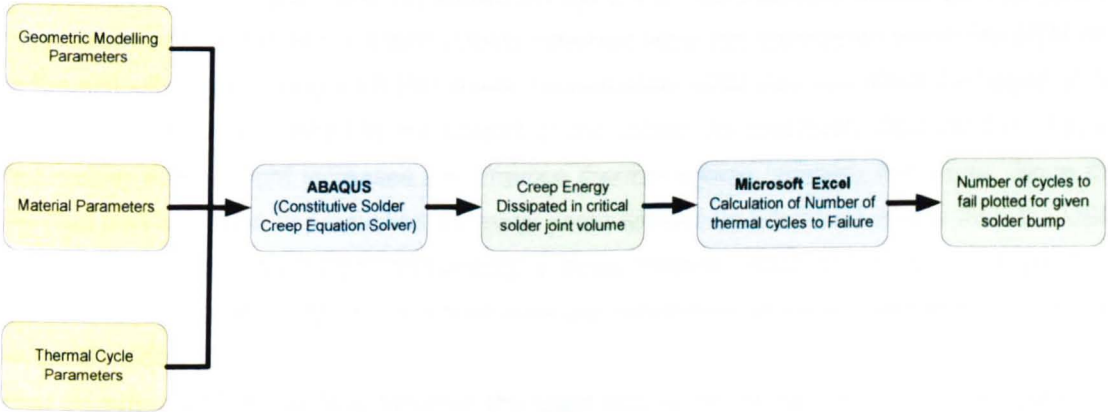 Geometric Modelling
Parameters
Material Parameters
Thermal Cycle
Parameters
ABAQUS
(Constitutive Solder
Creep Equation Solver)
Creep Energy
Dissipated in critical
solder joint volume
Microsoft Excel
Calculation of Number of
thermal cycles to Failure
Number of cycles to
fail plotted for given
solder bump